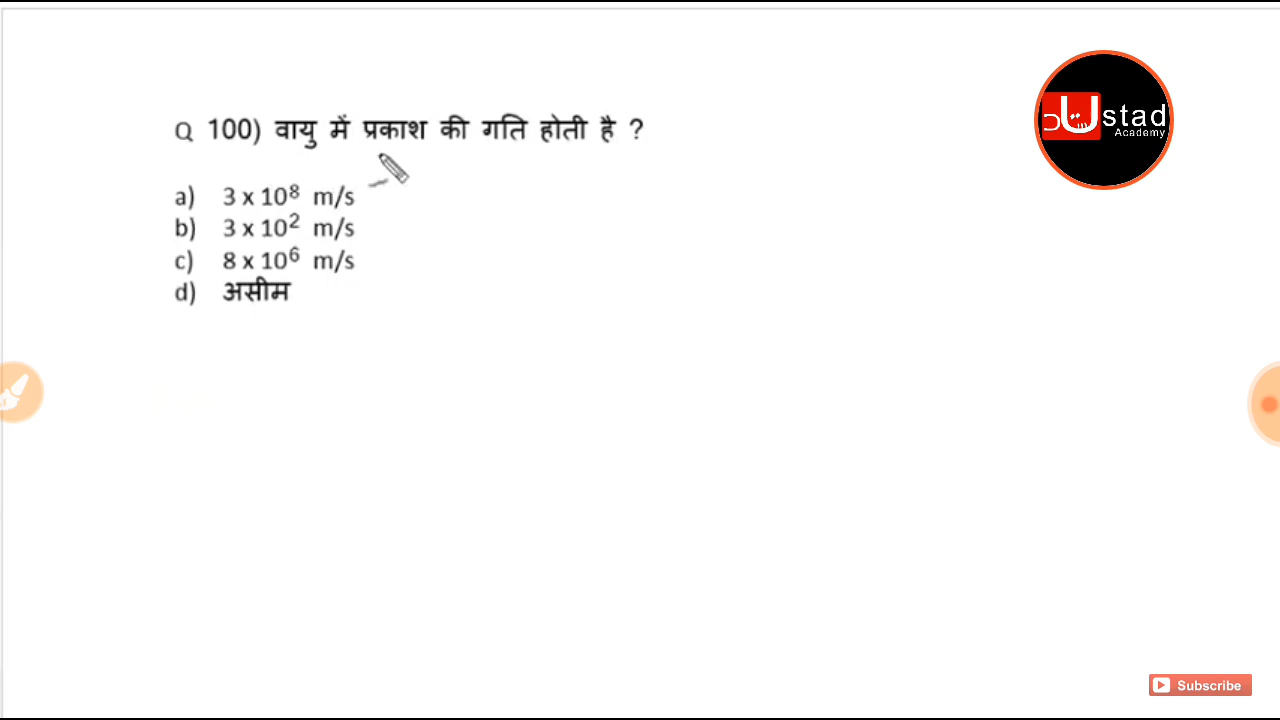 Ustad
Academy
Q 100) वायु में प्रकाश की गति होती है ?
a) 3 x 10⁸ m/s
b) 3 x 10² m/s
c) 8 x 10⁶ m/s
d) असीम
Subscribe